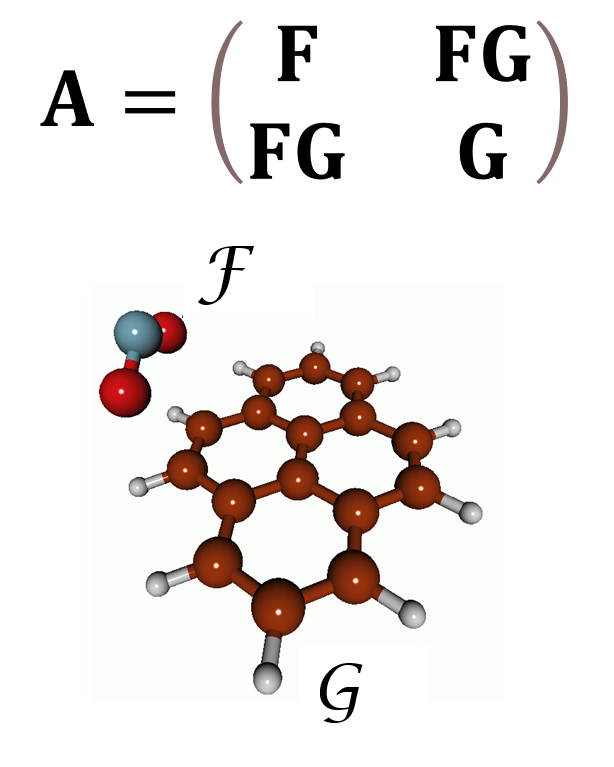 A = ( F FG
FG G )
ℱ
𝒢